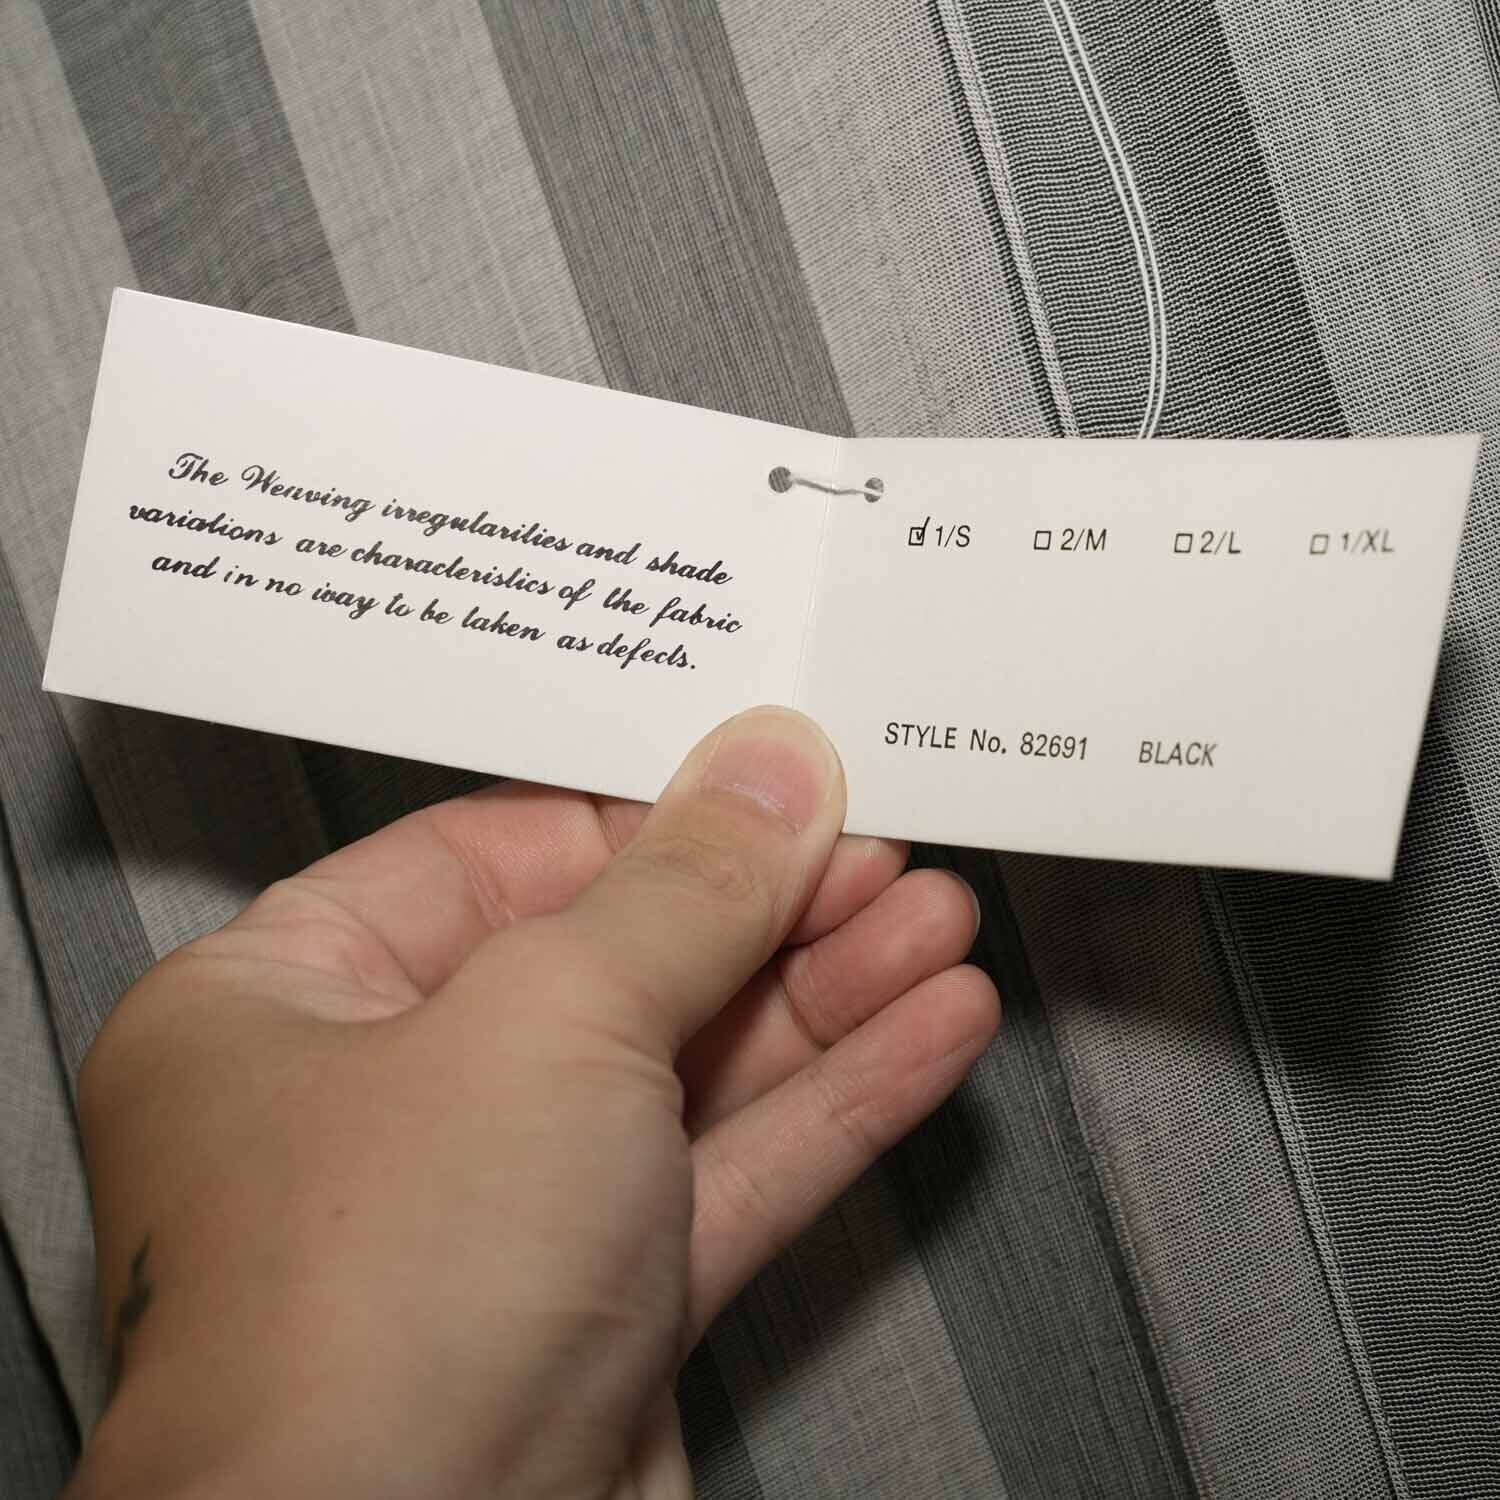 The Weaving irregularities and shade
variations are characteristics of the fabric
and in no way to be taken as defects.
☑ 1/S ☐ 2/M ☐ 2/L ☐ 1/XL
STYLE No. 82691 BLACK